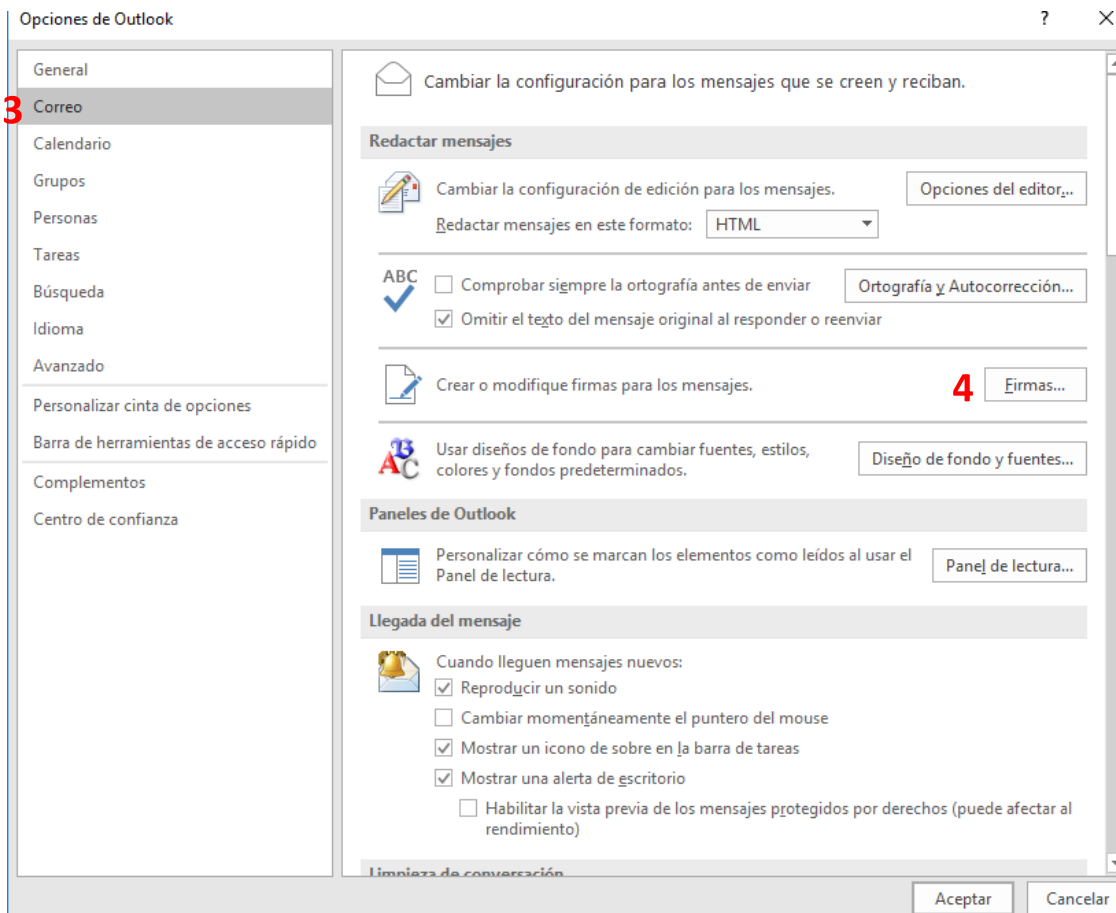 Opciones de Outlook
?
General
3
Correo
Calendario
Grupos
Personas
Tareas
Búsqueda
Idioma
Avanzado
Personalizar cinta de opciones
Barra de herramientas de acceso rápido
Complementos
Centro de confianza
Cambiar la configuración para los mensajes que se creen y reciban.
Redactar mensajes
Cambiar la configuración de edición para los mensajes.
Opciones del editor...
Redactar mensajes en este formato: HTML
ABC
Comprobar siempre la ortografía antes de enviar
Ortografía y Autocorrección...
Omitir el texto del mensaje original al responder o reenviar
Crear o modifique firmas para los mensajes.
4 Firmas...
Usar diseños de fondo para cambiar fuentes, estilos,
colores y fondos predeterminados.
Diseño de fondo y fuentes...
Paneles de Outlook
Personalizar cómo se marcan los elementos como leídos al usar el
Panel de lectura.
Panel de lectura...
Llegada del mensaje
Cuando lleguen mensajes nuevos:
Reproducir un sonido
Cambiar momentáneamente el puntero del mouse
Mostrar un icono de sobre en la barra de tareas
Mostrar una alerta de escritorio
Habilitar la vista previa de los mensajes protegidos por derechos (puede afectar al
rendimiento)
Limpieza de conversación
Aceptar
Cancelar